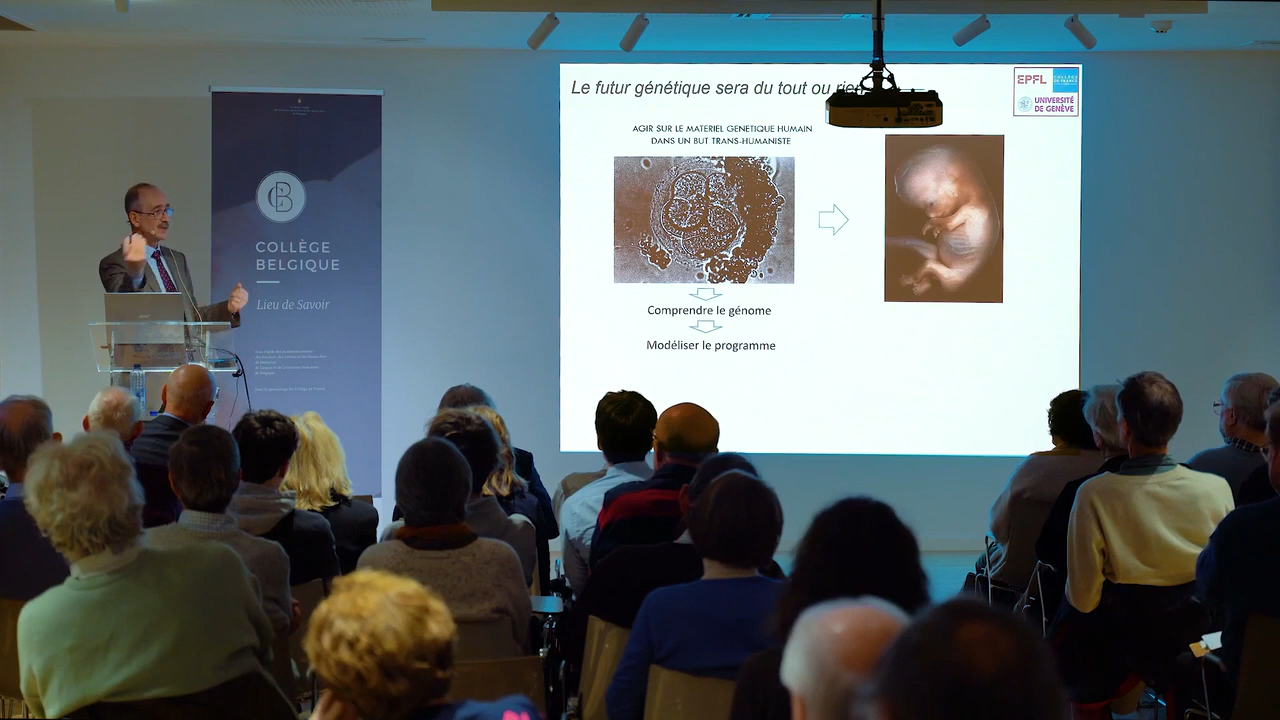 Le futur génétique sera du tout ou rien
EPFL
COLLÈGE
DE FRANCE
UNIVERSITÉ
DE GENÈVE
AGIR SUR LE MATERIEL GENETIQUE HUMAIN
DANS UN BUT TRANS-HUMANISTE
Comprendre le génome
Modéliser le programme
CB
COLLÈGE
BELGIQUE
Lieu de Savoir